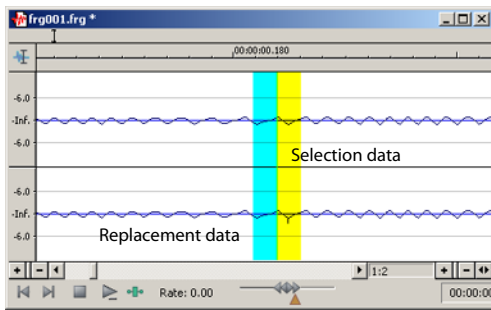 frg001.frg *
,00:00:00.180
-6.0
-Inf.
-6.0
Selection data
-6.0
-Inf.
-6.0
Replacement data
1:2
Rate: 0.00
00:00:0